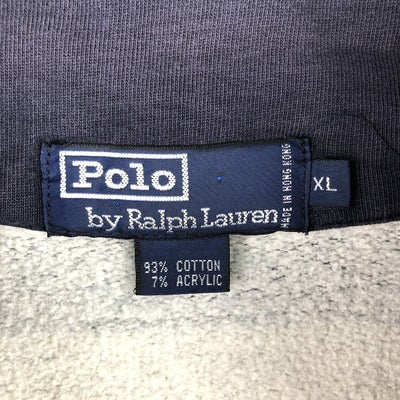 Polo
by Ralph Lauren
MADE IN HONG KONG
XL
93% COTTON
7% ACRYLIC